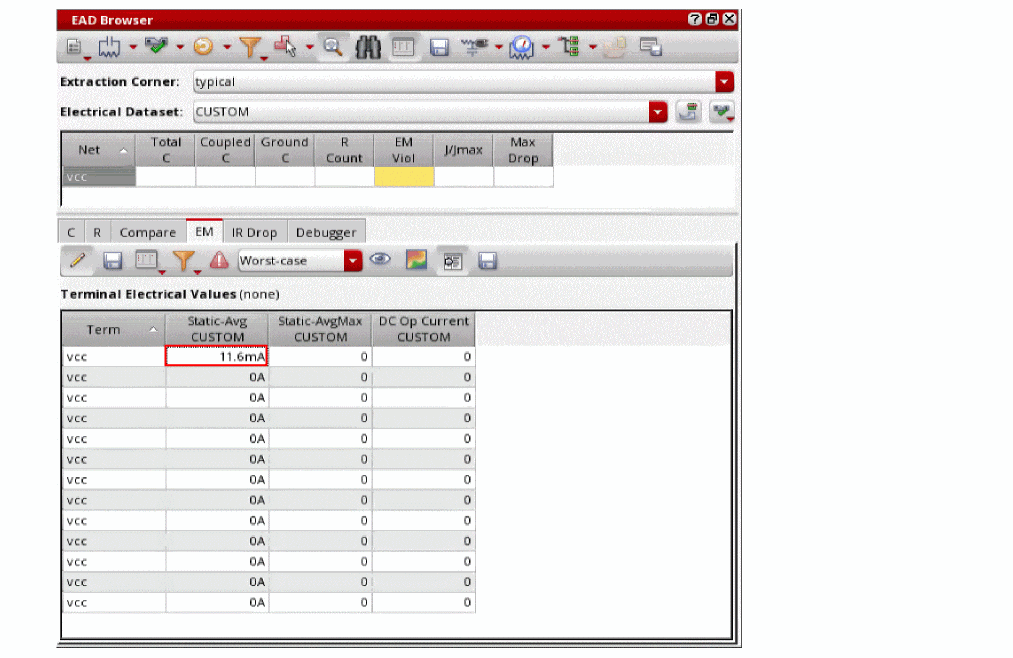 EAD Browser
Extraction Corner: typical
Electrical Dataset: CUSTOM
Net Total C Coupled C Ground C R Count EM Viol J/Jmax Max Drop
vcc
C R Compare EM IR Drop Debugger
Worst-case
Terminal Electrical Values (none)
Term Static-Avg CUSTOM Static-AvgMax CUSTOM DC Op Current CUSTOM
vcc 11.6mA 0 0
vcc 0A 0 0
vcc 0A 0 0
vcc 0A 0 0
vcc 0A 0 0
vcc 0A 0 0
vcc 0A 0 0
vcc 0A 0 0
vcc 0A 0 0
vcc 0A 0 0
vcc 0A 0 0
vcc 0A 0 0
vcc 0A 0 0